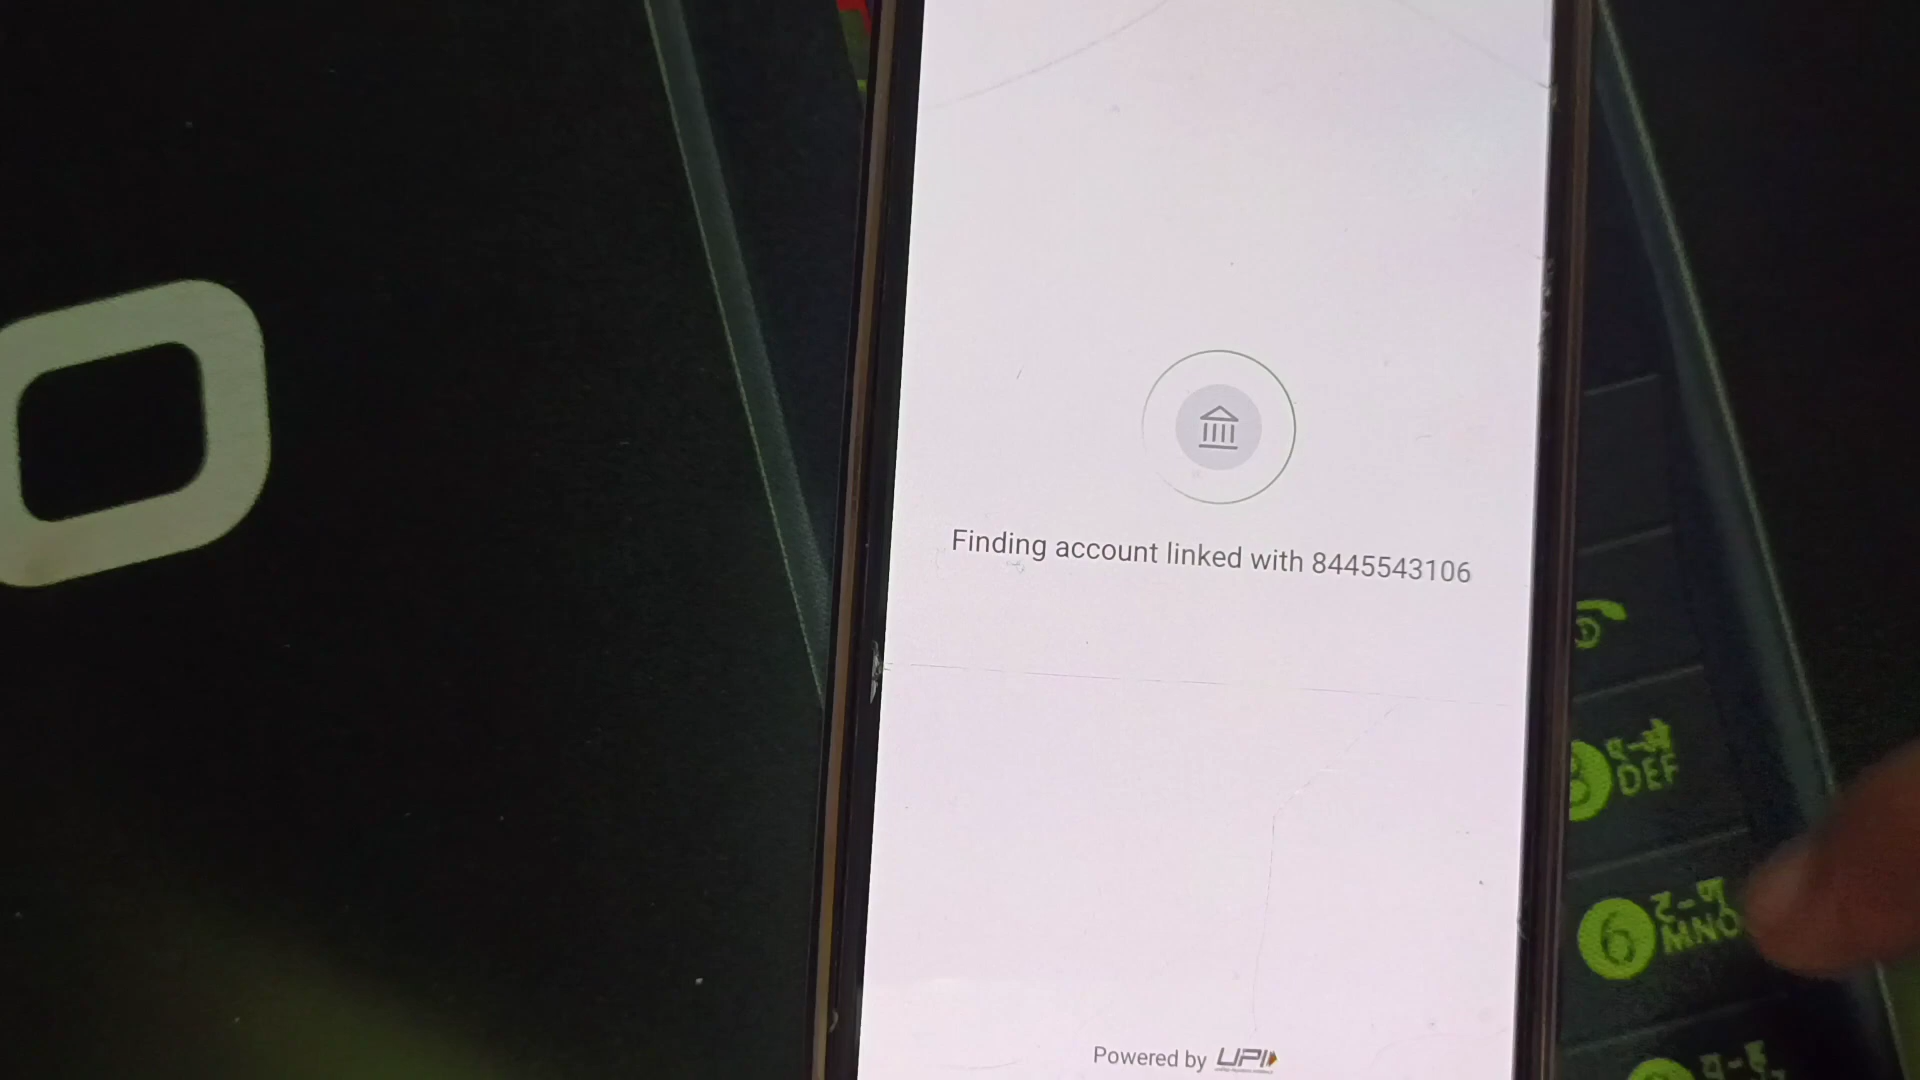 Finding account linked with 8445543106
DEF
6 ट-ण
MNO
Powered by UPI